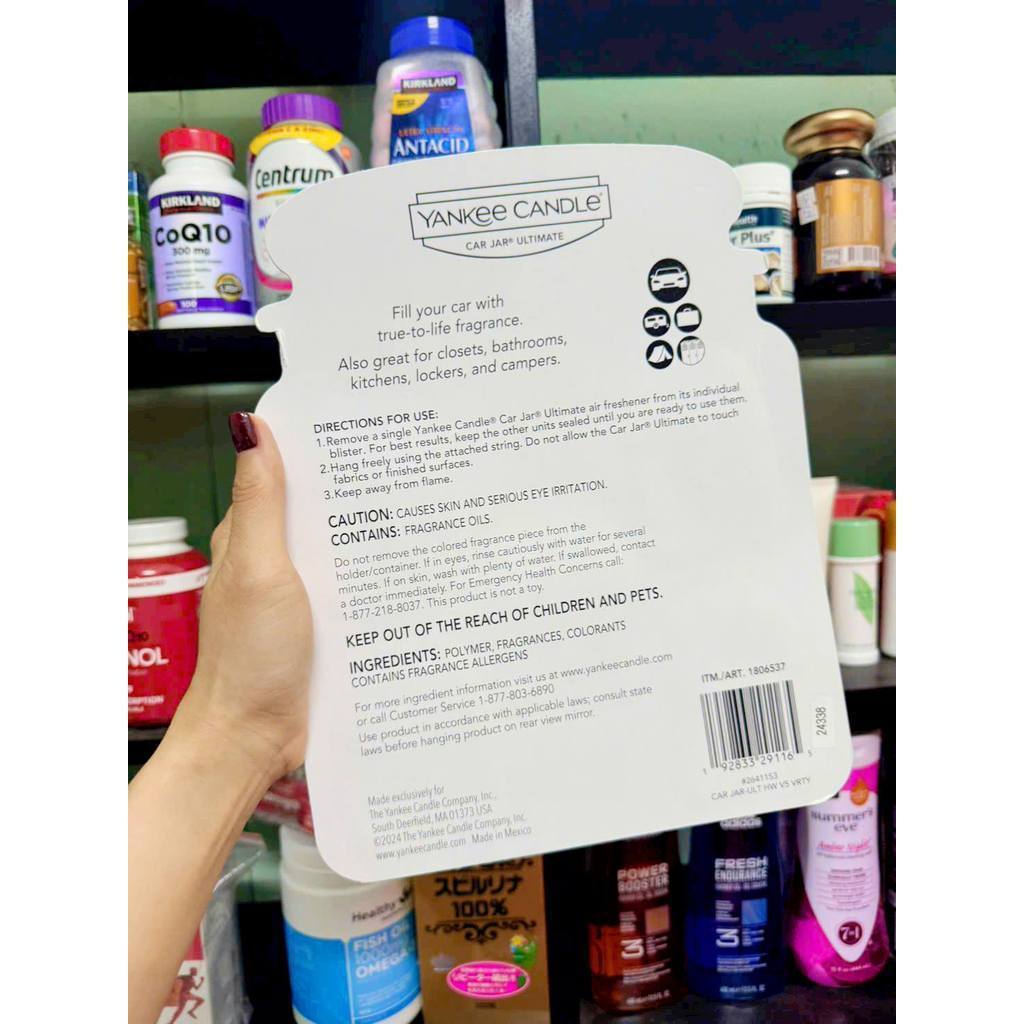 KIRKLAND
ANTACID
Centrum
KIRKLAND
CoQ10
300 mg
100
YANKEE CANDLE®
CAR JAR® ULTIMATE
Plus
Fill your car with
true-to-life fragrance.
Also great for closets, bathrooms,
kitchens, lockers, and campers.
DIRECTIONS FOR USE:
1. Remove a single Yankee Candle® Car Jar® Ultimate air freshener from its individual
blister. For best results, keep the other units sealed until you are ready to use them.
2. Hang freely using the attached string. Do not allow the Car Jar® Ultimate to touch
fabrics or finished surfaces.
3. Keep away from flame.
CAUTION: CAUSES SKIN AND SERIOUS EYE IRRITATION.
CONTAINS: FRAGRANCE OILS.
Do not remove the colored fragrance piece from the
holder/container. If in eyes, rinse cautiously with water for several
minutes. If on skin, wash with plenty of water. If swallowed, contact
a doctor immediately. For Emergency Health Concerns call:
1-877-218-8037. This product is not a toy.
KEEP OUT OF THE REACH OF CHILDREN AND PETS.
INGREDIENTS: POLYMER, FRAGRANCES, COLORANTS
CONTAINS FRAGRANCE ALLERGENS
For more ingredient information visit us at www.yankeecandle.com
or call Customer Service 1-877-803-6890
Use product in accordance with applicable laws; consult state
laws before hanging product on rear view mirror.
ITM./ART. 1806537
24338
1 92833 29116 5
#2641153
CAR JAR-ULT HW V5 VRTY
Made exclusively for
The Yankee Candle Company, Inc.,
South Deerfield, MA 01373 USA
©2024 The Yankee Candle Company, Inc.
www.yankeecandle.com Made in Mexico
NOL
Healthy
FISH
1000
OMEGA
スピルリナ
100%
POWER
BOOSTER
3
adidas
FRESH
ENDURANCE
3
summer's
eve
7-in-1